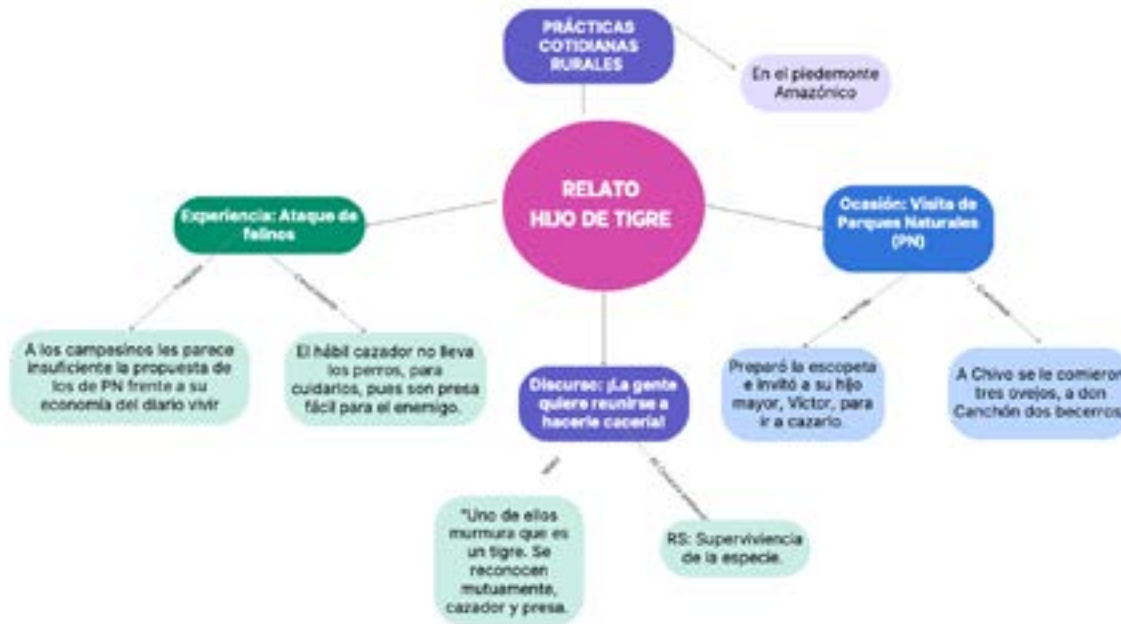 PRÁCTICAS
COTIDIANAS
RURALES
En el piedemonte
Amazónico
RELATO
HIJO DE TIGRE
Experiencia: Ataque de
felinos
Ocasión: Visita de
Parques Naturales
(PN)
A los campesinos les parece
insuficiente la propuesta de
los de PN frente a su
economía del diario vivir
El hábil cazador no lleva
los perros, para
cuidarlos, pues son presa
fácil para el enemigo.
Discurso: ¡La gente
quiere reunirse a
hacerle cacería!
Preparó la escopeta
e invitó a su hijo
mayor, Víctor, para
ir a cazarlo.
A Chivo se le comieron
tres ovejos, a don
Canchón dos becerros,
"Uno de ellos
murmura que es
un tigre. Se
reconocen
mutuamente,
cazador y presa.
RS: Superviviencia
de la especie.